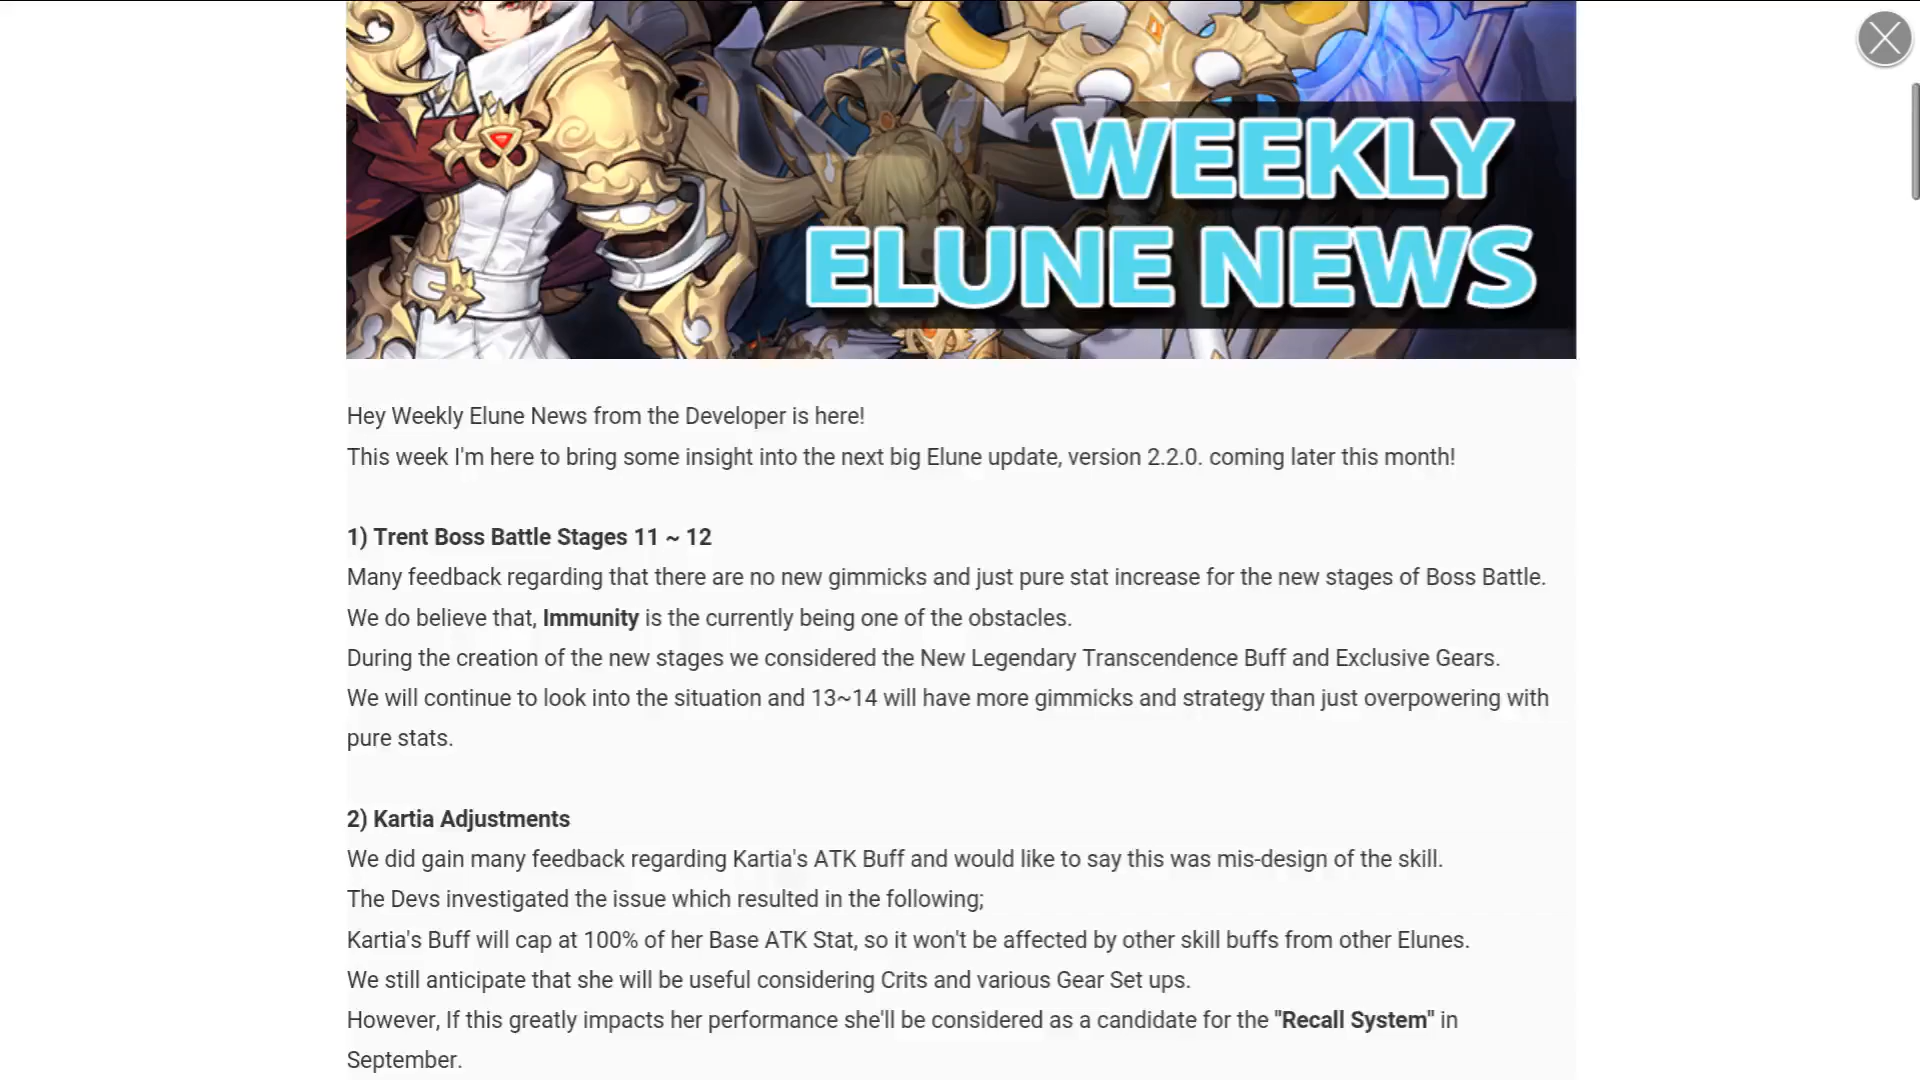 WEEKLY
ELUNE NEWS
Hey Weekly Elune News from the Developer is here!
This week I'm here to bring some insight into the next big Elune update, version 2.2.0. coming later this month!
1) Trent Boss Battle Stages 11 ~ 12
Many feedback regarding that there are no new gimmicks and just pure stat increase for the new stages of Boss Battle.
We do believe that, Immunity is the currently being one of the obstacles.
During the creation of the new stages we considered the New Legendary Transcendence Buff and Exclusive Gears.
We will continue to look into the situation and 13~14 will have more gimmicks and strategy than just overpowering with
pure stats.
2) Kartia Adjustments
We did gain many feedback regarding Kartia's ATK Buff and would like to say this was mis-design of the skill.
The Devs investigated the issue which resulted in the following;
Kartia's Buff will cap at 100% of her Base ATK Stat, so it won't be affected by other skill buffs from other Elunes.
We still anticipate that she will be useful considering Crits and various Gear Set ups.
However, If this greatly impacts her performance she'll be considered as a candidate for the "Recall System" in
September.